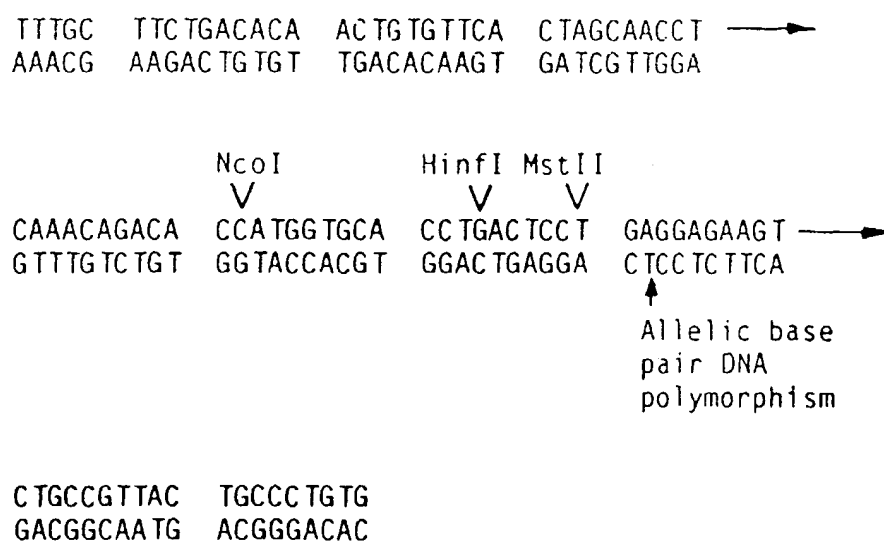 TTTGC TTCTGACACA ACTGTGTTCA CTAGCAACCT
AAACG AAGACTGTGT TGACACAAGT GATCGTTGGA
NcoI HinfI MstII
CAAACAGACA CCATGGTGCA CCTGACTCCT GAGGAGAAGT
GTTTGTCTGT GGTACCACGT GGACTGAGGA CTCCTCTTCA
Allelic base
pair DNA
polymorphism
CTGCCGTTAC TGCCCTGTG
GACGGCAATG ACGGGACAC